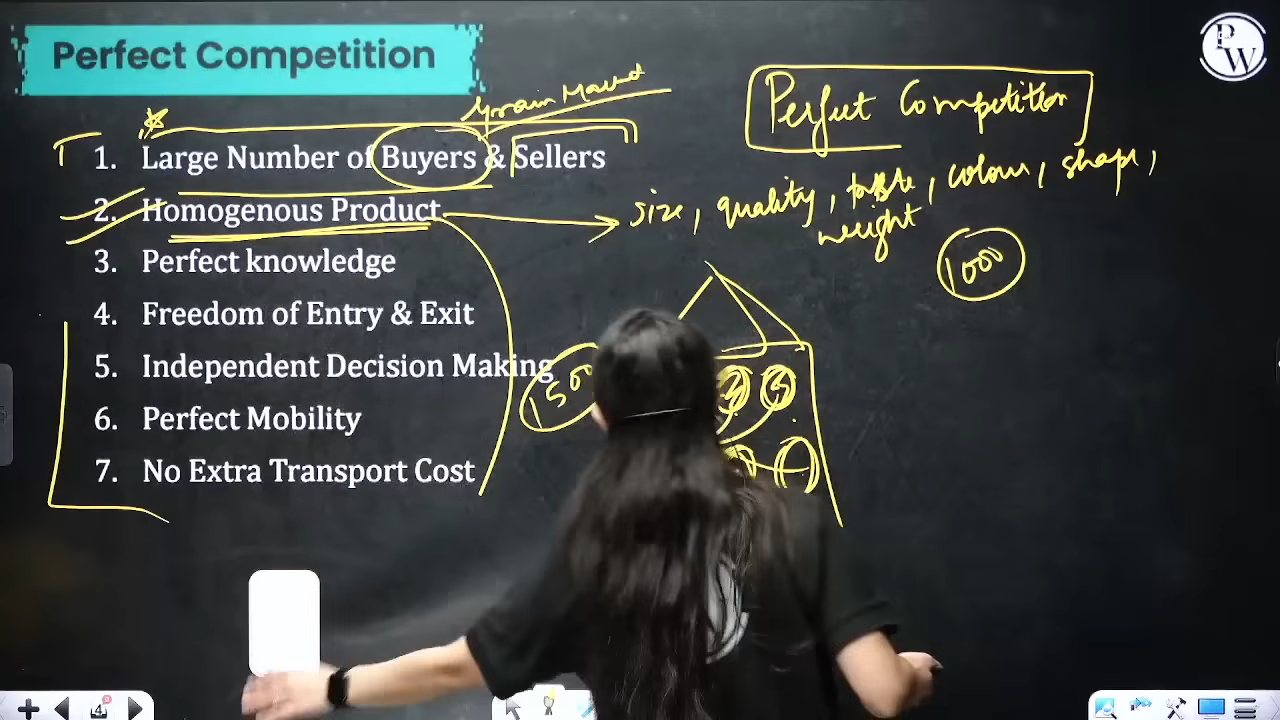 Perfect Competition
PW
Grain Market
Perfect Competition
1. Large Number of Buyers & Sellers
2. Homogenous Product
size, quality, taste, colour, shape,
weight
3. Perfect knowledge
1000
4. Freedom of Entry & Exit
5. Independent Decision Making
6. Perfect Mobility
7. No Extra Transport Cost
4